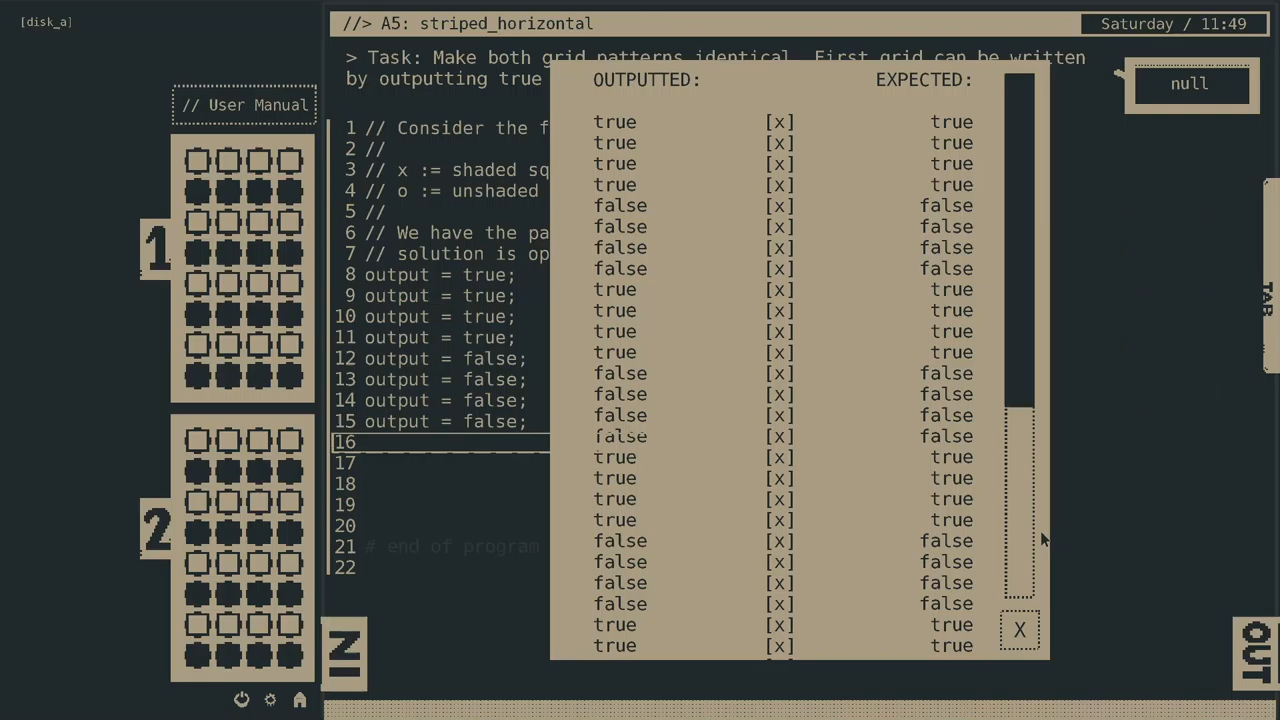 [disk_a]
//> A5: striped_horizontal
Saturday / 11:49
> Task: Make both grid patterns identical. First grid can be written
by outputting true
null
// User Manual
1
2
1 // Consider the f
2 //
3 // x := shaded sq
4 // o := unshaded
5 //
6 // We have the pa
7 // solution is op
8 output = true;
9 output = true;
10 output = true;
11 output = true;
12 output = false;
13 output = false;
14 output = false;
15 output = false;
16
17
18
19
20
21 # end of program
22
OUTPUTTED: EXPECTED:
true [x] true
true [x] true
true [x] true
true [x] true
false [x] false
false [x] false
false [x] false
false [x] false
true [x] true
true [x] true
true [x] true
true [x] true
false [x] false
false [x] false
false [x] false
false [x] false
true [x] true
true [x] true
true [x] true
true [x] true
false [x] false
false [x] false
false [x] false
false [x] false
true [x] true
true [x] true
X
TAB
IN
OUT